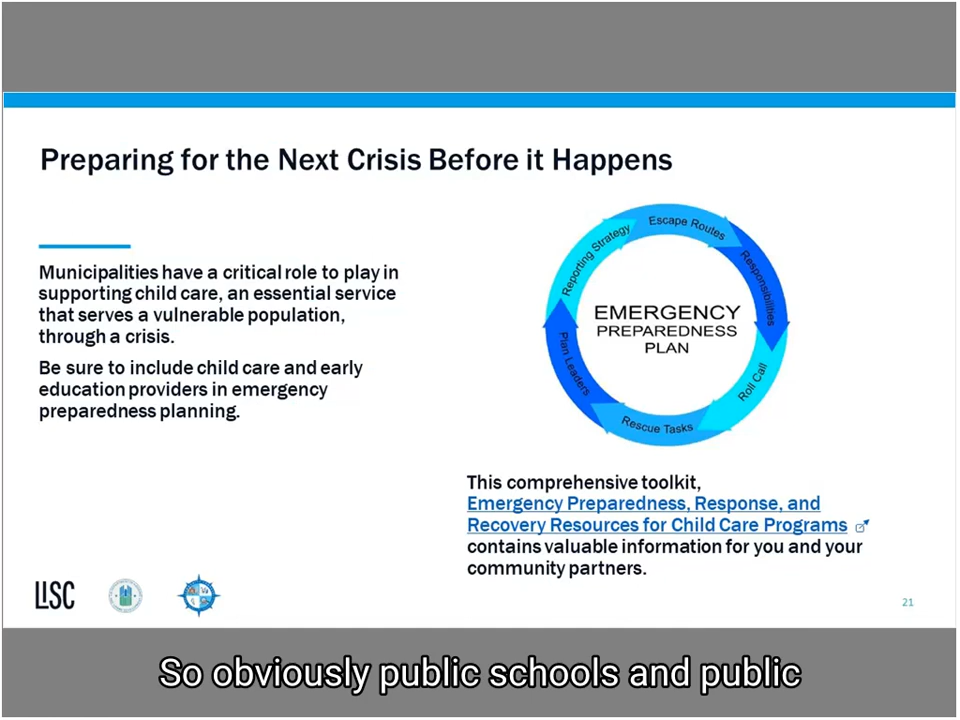 Preparing for the Next Crisis Before it Happens
Municipalities have a critical role to play in
supporting child care, an essential service
that serves a vulnerable population,
through a crisis.
Be sure to include child care and early
education providers in emergency
preparedness planning.
Escape Routes
Responsibilities
Roll Call
Rescue Tasks
Plan Leaders
Reporting Strategy
EMERGENCY
PREPAREDNESS
PLAN
This comprehensive toolkit,
Emergency Preparedness, Response, and
Recovery Resources for Child Care Programs
contains valuable information for you and your
community partners.
LISC
21
So obviously public schools and public